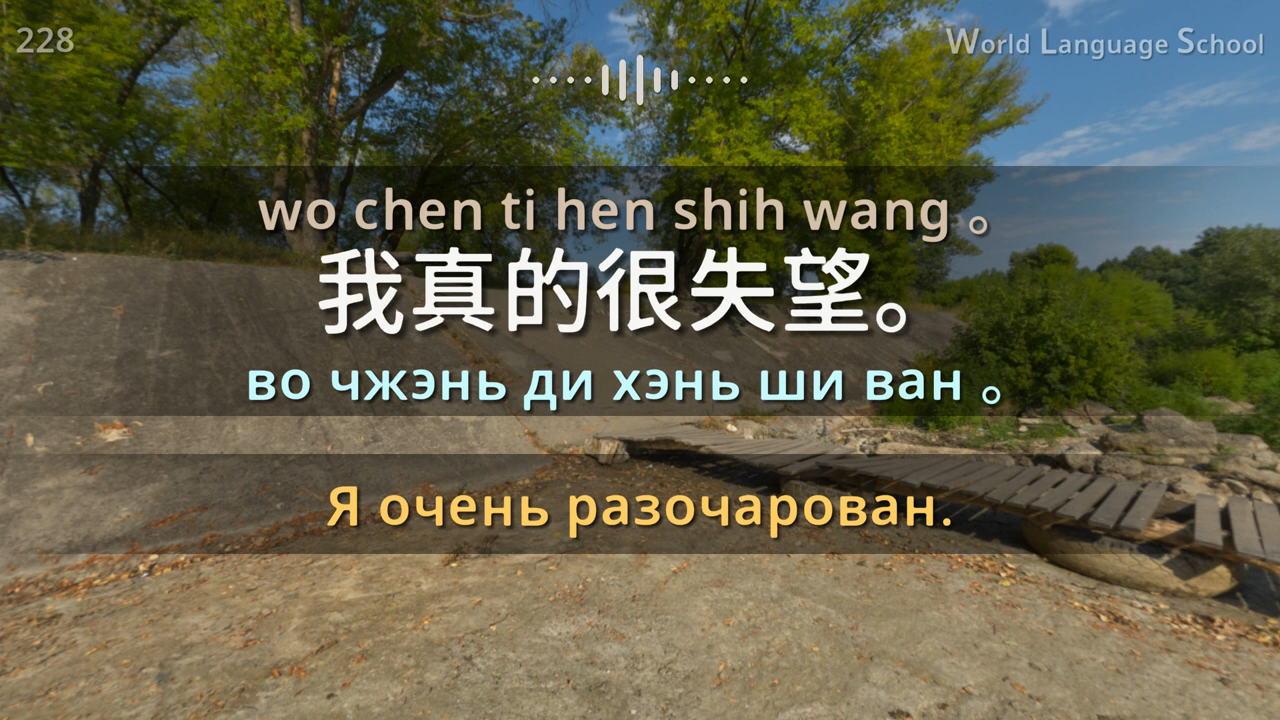 228
World Language School
wo chen ti hen shih wang 。
我真的很失望。
во чжэнь ди хэнь ши ван 。
Я очень разочарован.